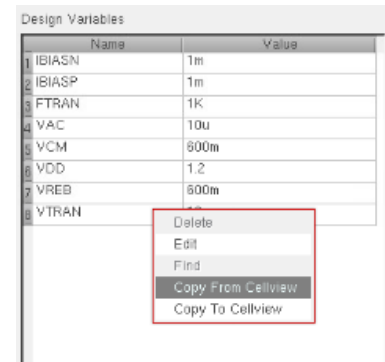 Design Variables
Name Value
1 IBIASN 1m
2 IBIASP 1m
3 FTRAN 1K
4 VAC 10u
5 VCM 600m
6 VDD 1.2
7 VREB 600m
8 VTRAN
Delete
Edit
Find
Copy From Cellview
Copy To Cellview